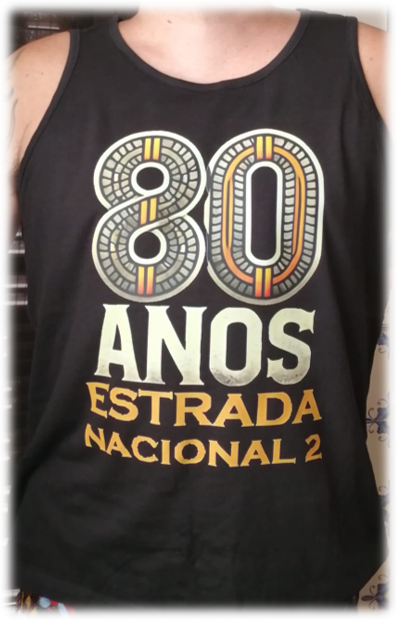 80
ANOS
ESTRADA
NACIONAL 2